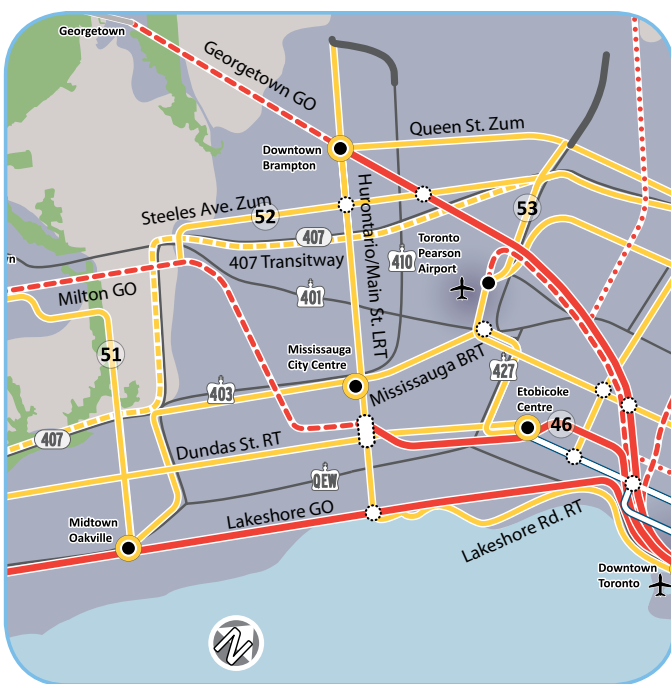 Georgetown
Georgetown GO
Queen St. Zum
Downtown
Brampton
Steeles Ave. Zum
52
53
407
407 Transitway
Hurontario/Main St. LRT
410
Toronto
Pearson
Airport
n
Milton GO
401
51
Mississauga
City Centre
Mississauga BRT
427
403
Etobicoke
Centre
46
407
Dundas St. RT
QEW
Lakeshore GO
Midtown
Oakville
Lakeshore Rd. RT
Downtown
Toronto
N